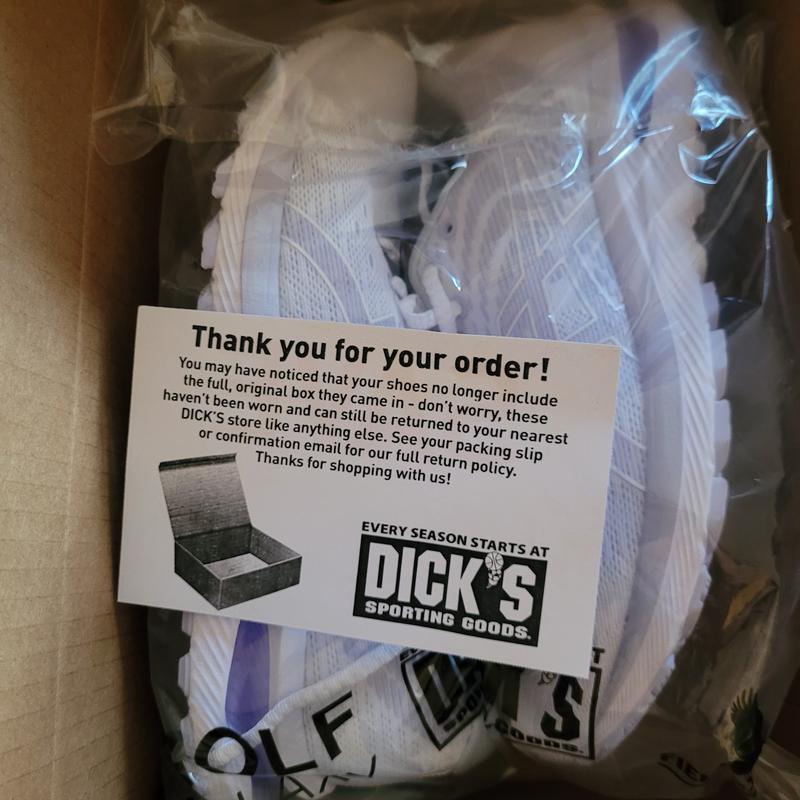 Thank you for your order!
You may have noticed that your shoes no longer include
the full, original box they came in - don't worry, these
haven't been worn and can still be returned to your nearest
DICK'S store like anything else. See your packing slip
or confirmation email for our full return policy.
Thanks for shopping with us!
EVERY SEASON STARTS AT
DICK'S
SPORTING GOODS.
OLF
GOODS.